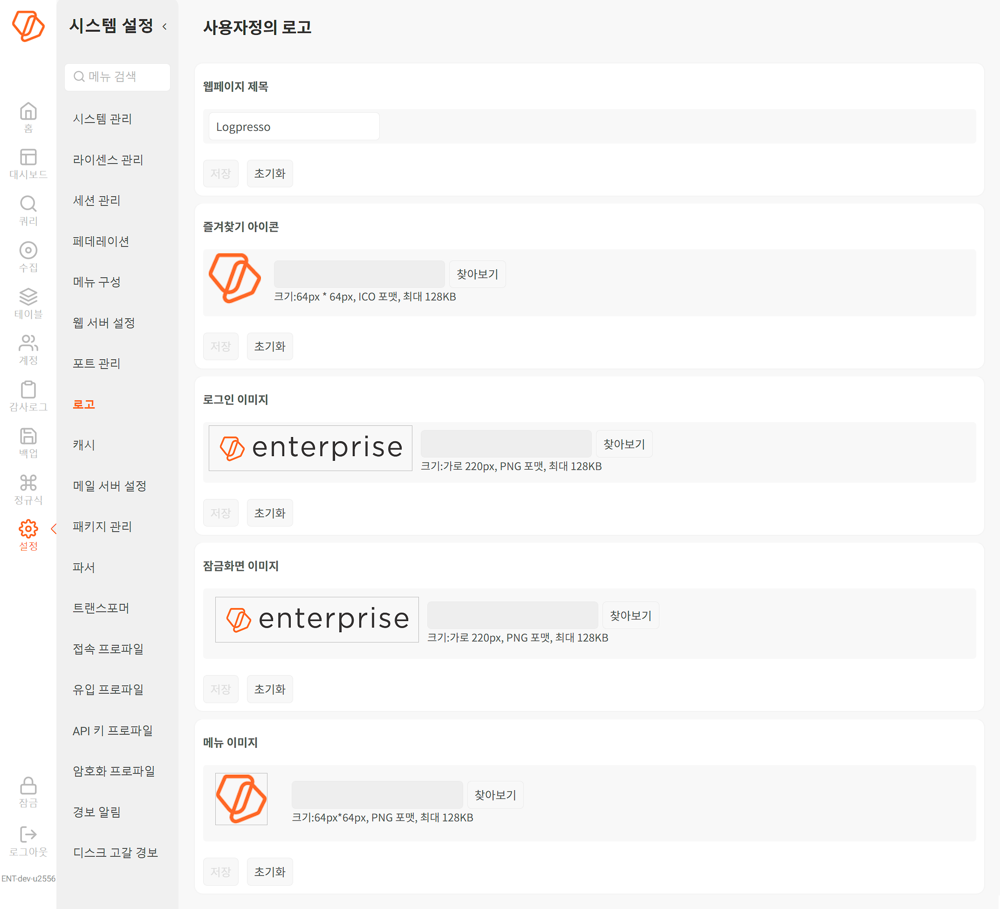 홈
대시보드
쿼리
수집
테이블
계정
감사로그
백업
정규식
설정
잠금
로그아웃
ENT-dev-u2556
시스템 설정
메뉴 검색
시스템 관리
라이센스 관리
세션 관리
페데레이션
메뉴 구성
웹 서버 설정
포트 관리
로고
캐시
메일 서버 설정
패키지 관리
파서
트랜스포머
접속 프로파일
유입 프로파일
API 키 프로파일
암호화 프로파일
경보 알림
디스크 고갈 경보
사용자정의 로고
웹페이지 제목
Logpresso
저장 초기화
즐겨찾기 아이콘
찾아보기
크기:64px * 64px, ICO 포맷, 최대 128KB
저장 초기화
로그인 이미지
enterprise
찾아보기
크기:가로 220px, PNG 포맷, 최대 128KB
저장 초기화
잠금화면 이미지
enterprise
찾아보기
크기:가로 220px, PNG 포맷, 최대 128KB
저장 초기화
메뉴 이미지
찾아보기
크기:64px*64px, PNG 포맷, 최대 128KB
저장 초기화